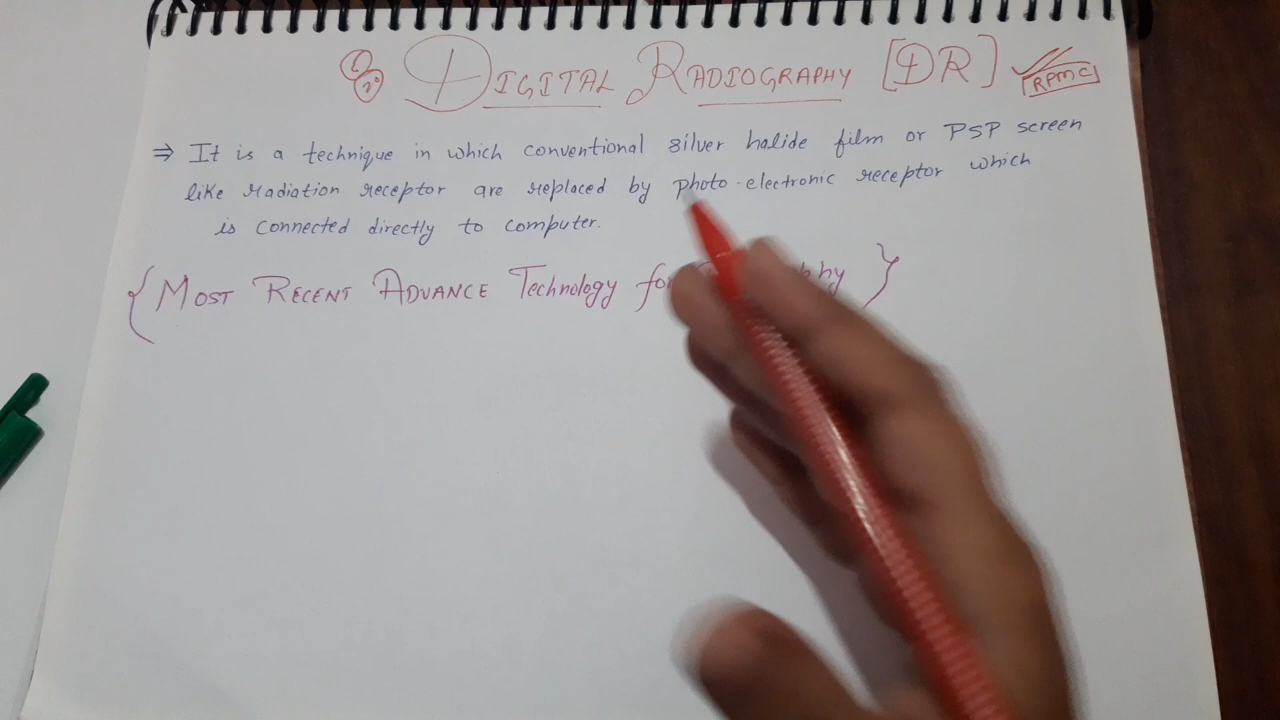 DIGITAL RADIOGRAPHY [DR] RPMC
⇒ It is a technique in which conventional silver halide film or PSP screen
like radiation receptor are replaced by photo-electronic receptor which
is connected directly to computer.
{ MOST RECENT ADVANCE Technology for }